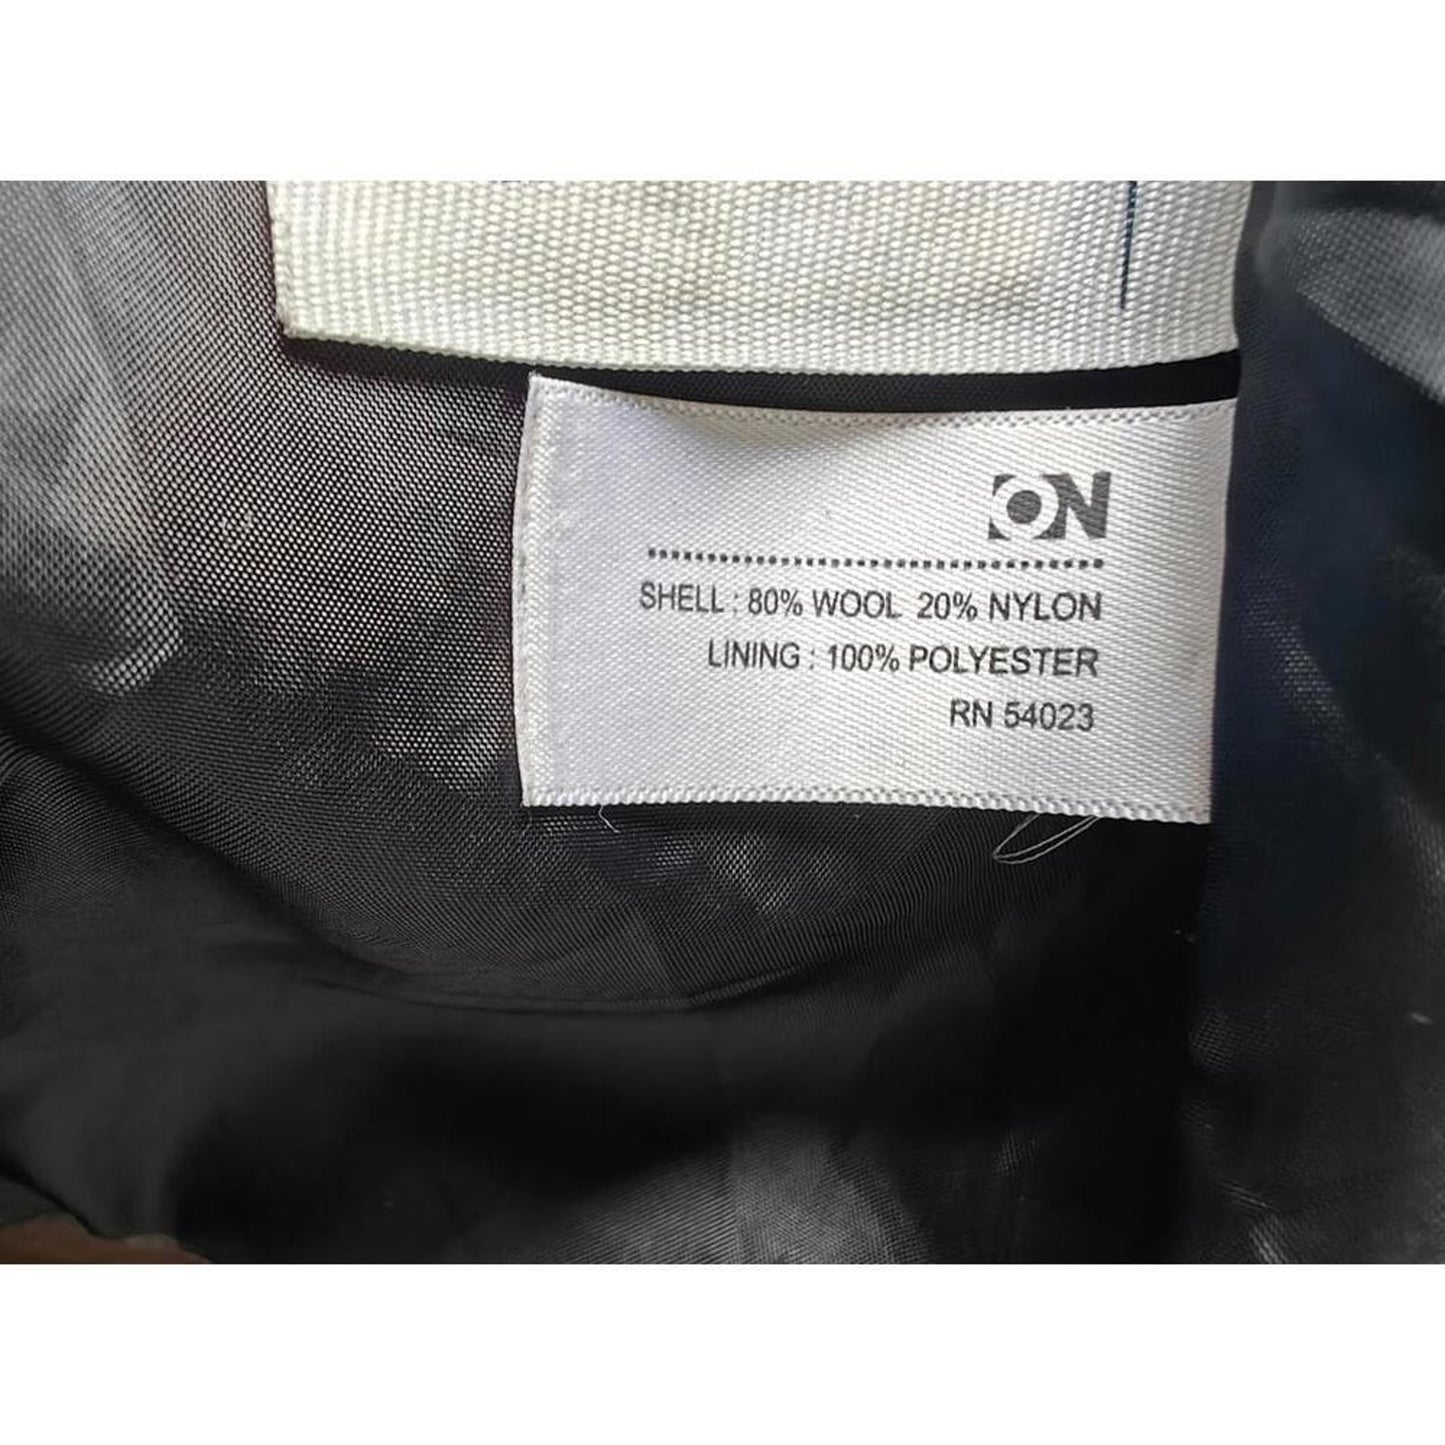 ON
SHELL : 80% WOOL 20% NYLON
LINING : 100% POLYESTER
RN 54023